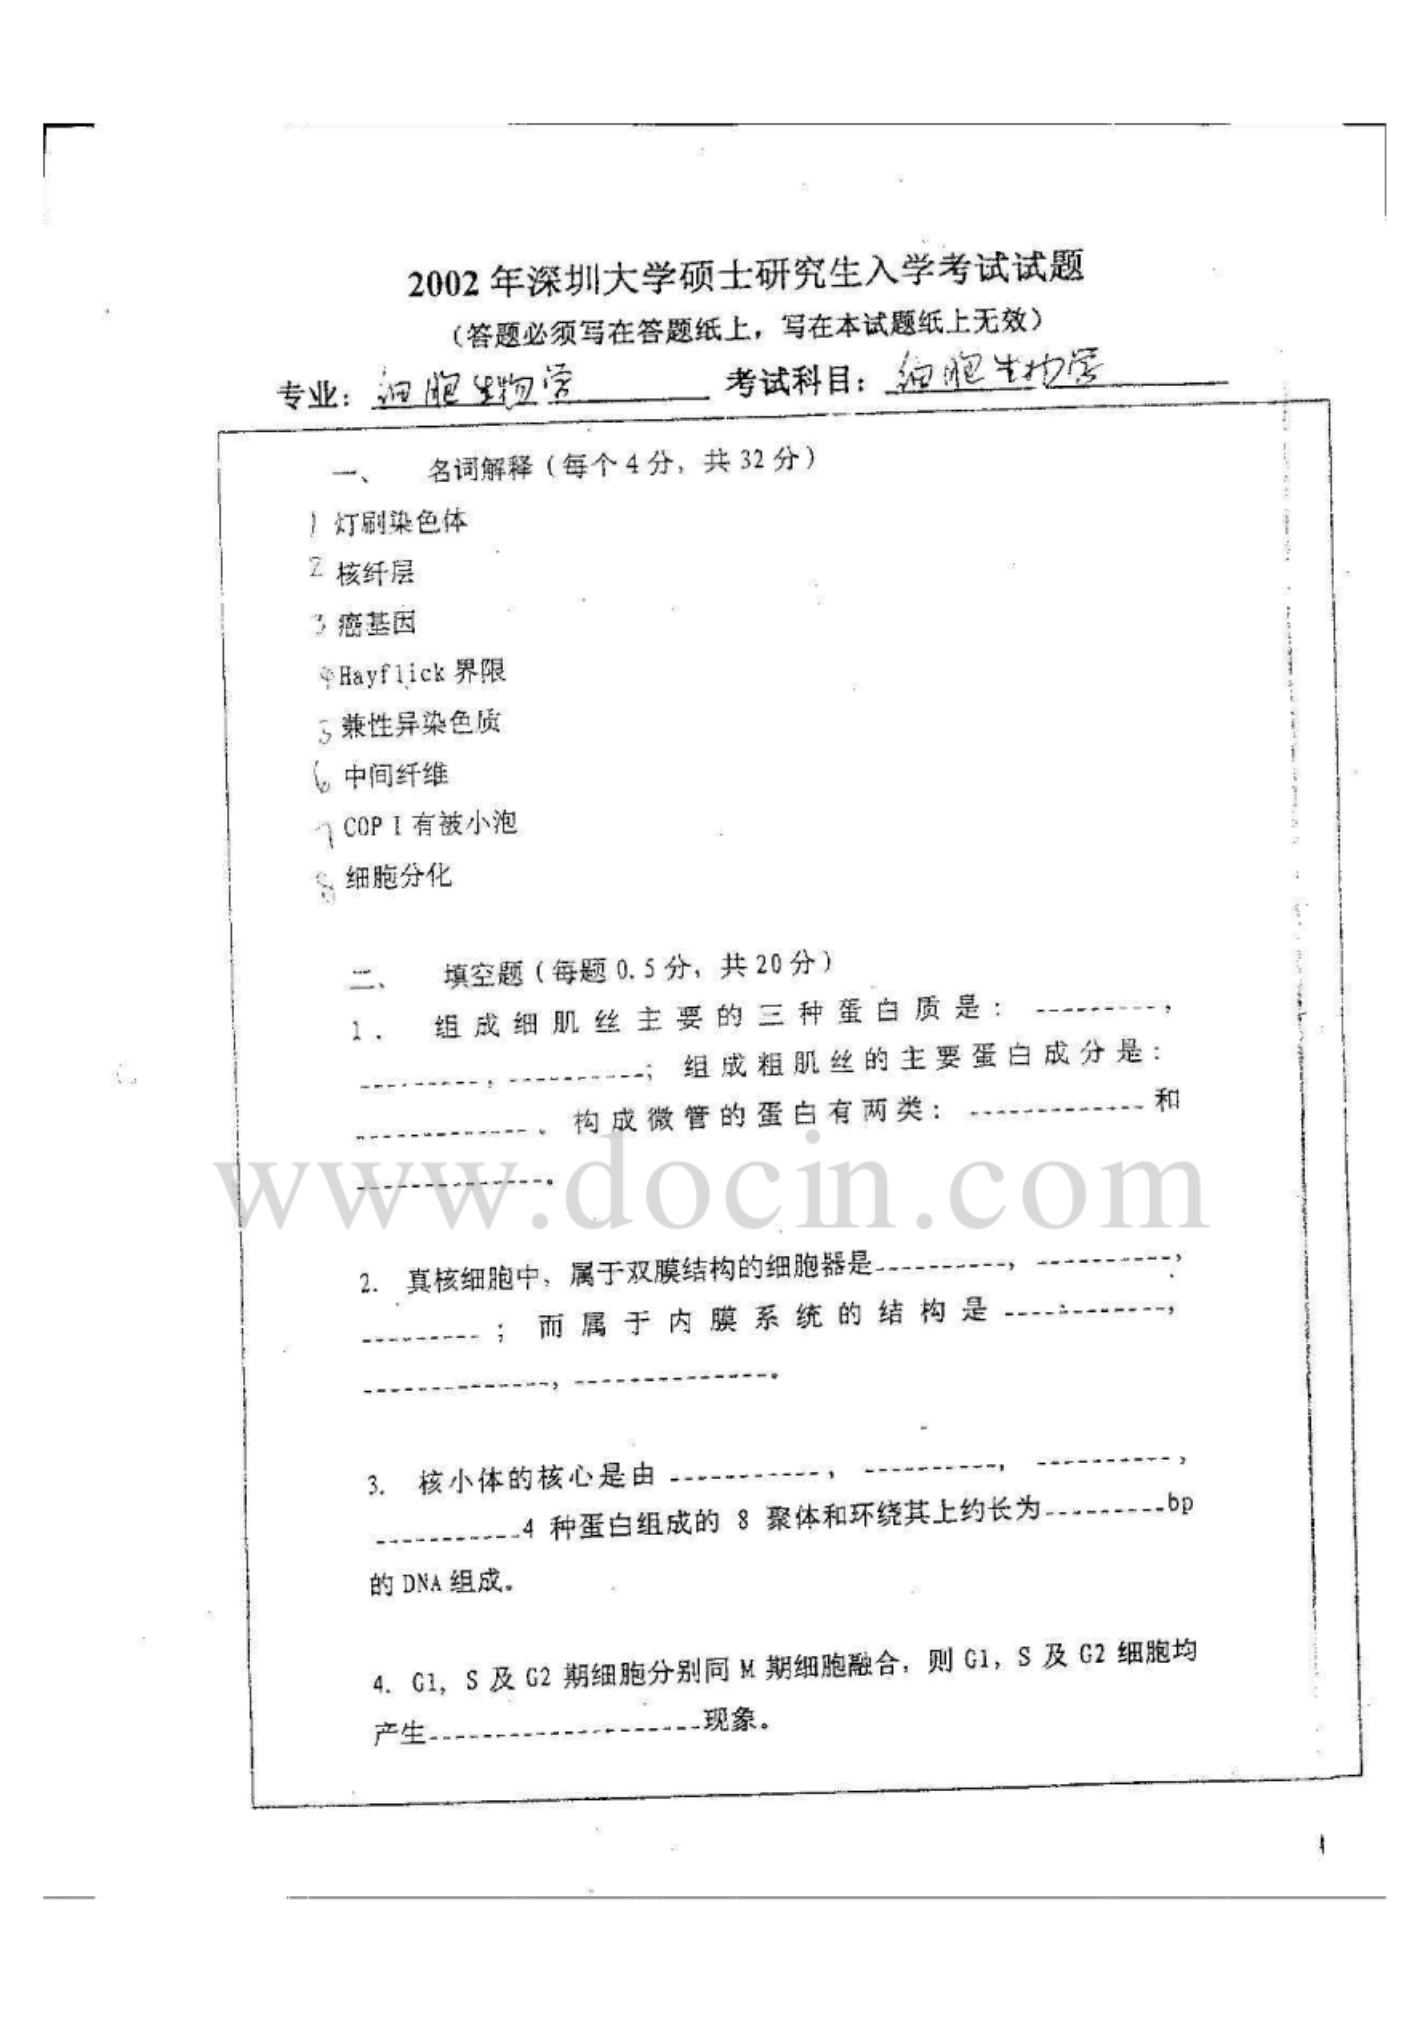 2002年深圳大学硕士研究生入学考试试题
（答题必须写在答题纸上，写在本试题纸上无效）
专业：细胞生物学 考试科目：细胞生物学
一、 名词解释（每个4分，共32分）
1 灯刷染色体
2 核纤层
3 癌基因
4 Hayflick界限
5 兼性异染色质
6 中间纤维
7 COP I 有被小泡
8 细胞分化
二、 填空题（每题0.5分，共20分）
1. 组成细肌丝主要的三种蛋白质是：---------，
---------，----------；组成粗肌丝的主要蛋白成分是：
-------------、构成微管的蛋白有两类：-------------和
--------------。
www.docin.com
2. 真核细胞中，属于双膜结构的细胞器是----------，----------，
---------；而属于内膜系统的结构是------------，
--------------，---------------。
3. 核小体的核心是由-----------，----------，----------，
-----------4 种蛋白组成的 8 聚体和环绕其上约长为---------bp
的DNA组成。
4. G1，S 及 G2 期细胞分别同 M 期细胞融合，则 G1，S 及 G2 细胞均
产生--------------------现象。
1